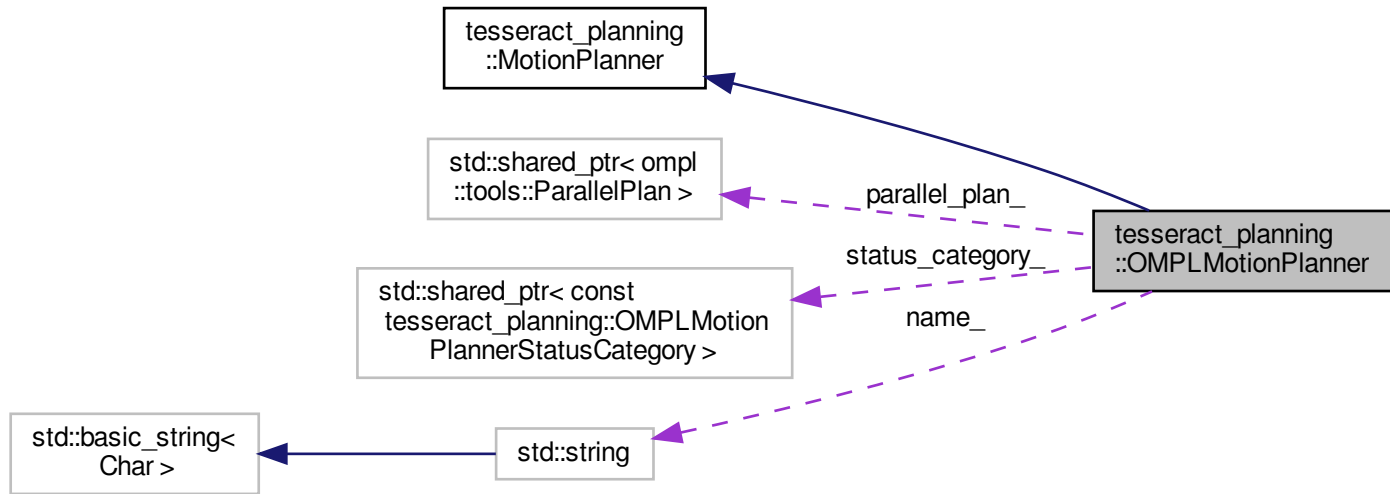 tesseract_planning
::MotionPlanner
std::shared_ptr< ompl
::tools::ParallelPlan >
parallel_plan_
tesseract_planning
::OMPLMotionPlanner
status_category_
std::shared_ptr< const
tesseract_planning::OMPLMotion
PlannerStatusCategory >
name_
std::basic_string<
Char >
std::string